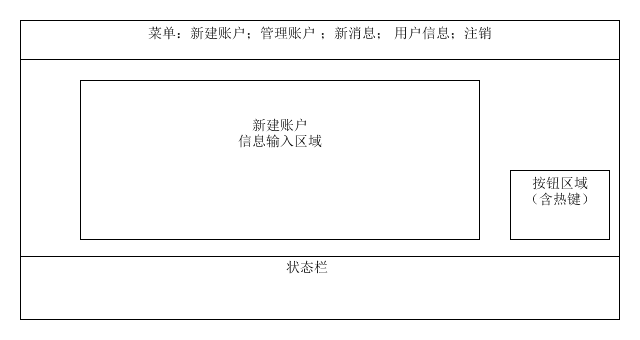 菜单：新建账户；管理账户 ；新消息； 用户信息；注销
新建账户
信息输入区域
按钮区域
（含热键）
状态栏